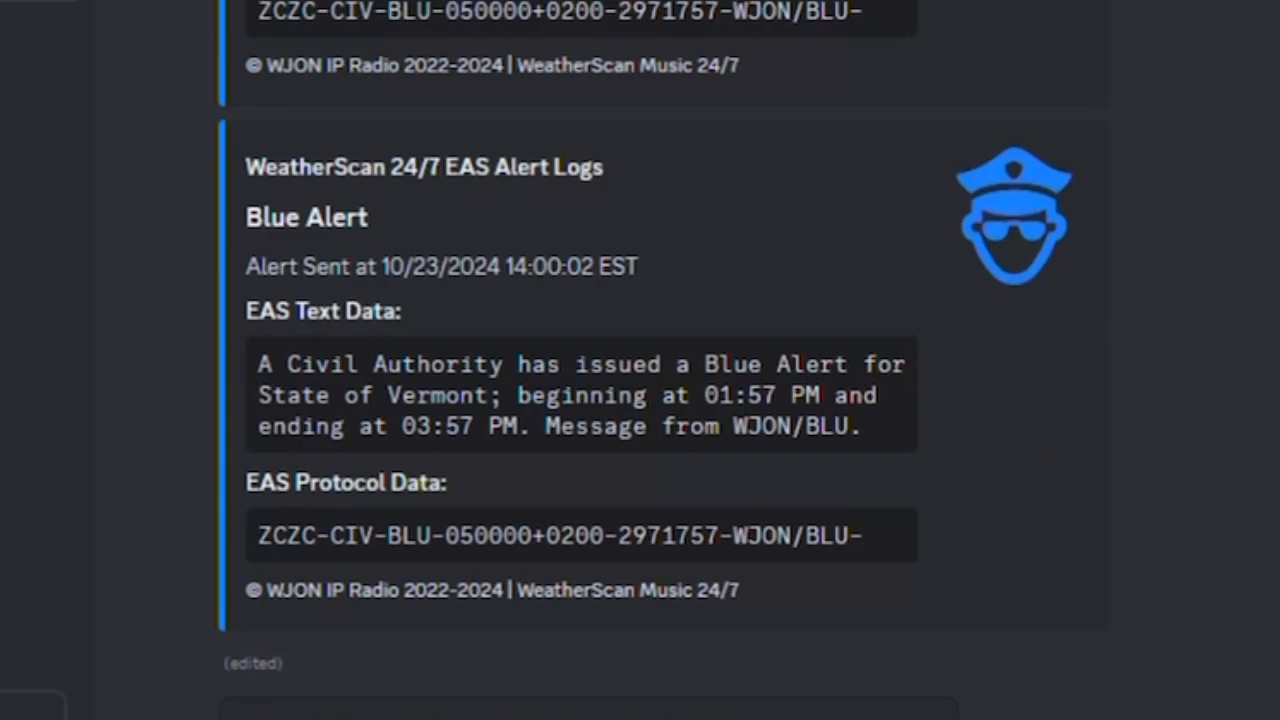 ZCZC-CIV-BLU-050000+0200-2971757-WJON/BLU-
© WJON IP Radio 2022-2024 | WeatherScan Music 24/7
WeatherScan 24/7 EAS Alert Logs
Blue Alert
Alert Sent at 10/23/2024 14:00:02 EST
EAS Text Data:
A Civil Authority has issued a Blue Alert for
State of Vermont; beginning at 01:57 PM and
ending at 03:57 PM. Message from WJON/BLU.
EAS Protocol Data:
ZCZC-CIV-BLU-050000+0200-2971757-WJON/BLU-
© WJON IP Radio 2022-2024 | WeatherScan Music 24/7
(edited)